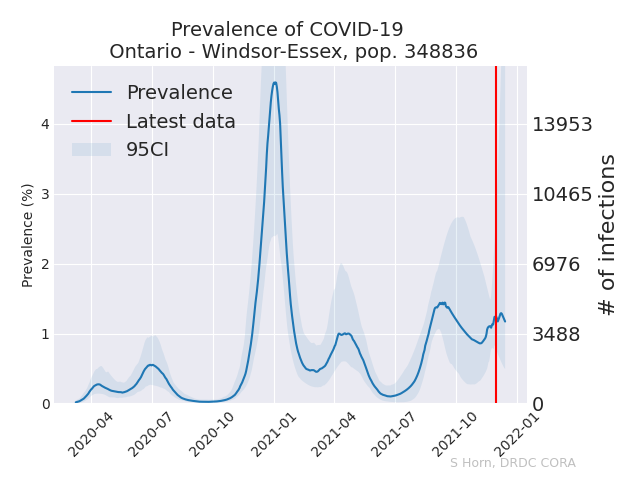 Prevalence of COVID-19
Ontario - Windsor-Essex, pop. 348836
Prevalence
Latest data
95CI
Prevalence (%)
4
3
2
1
0
13953
10465
6976
3488
0
# of infections
2020-04
2020-07
2020-10
2021-01
2021-04
2021-07
2021-10
2022-01
S Horn, DRDC CORA